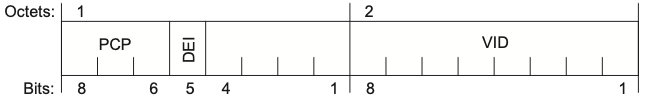 Octets: 1 2
PCP DEI VID
Bits: 8 6 5 4 1 8 1